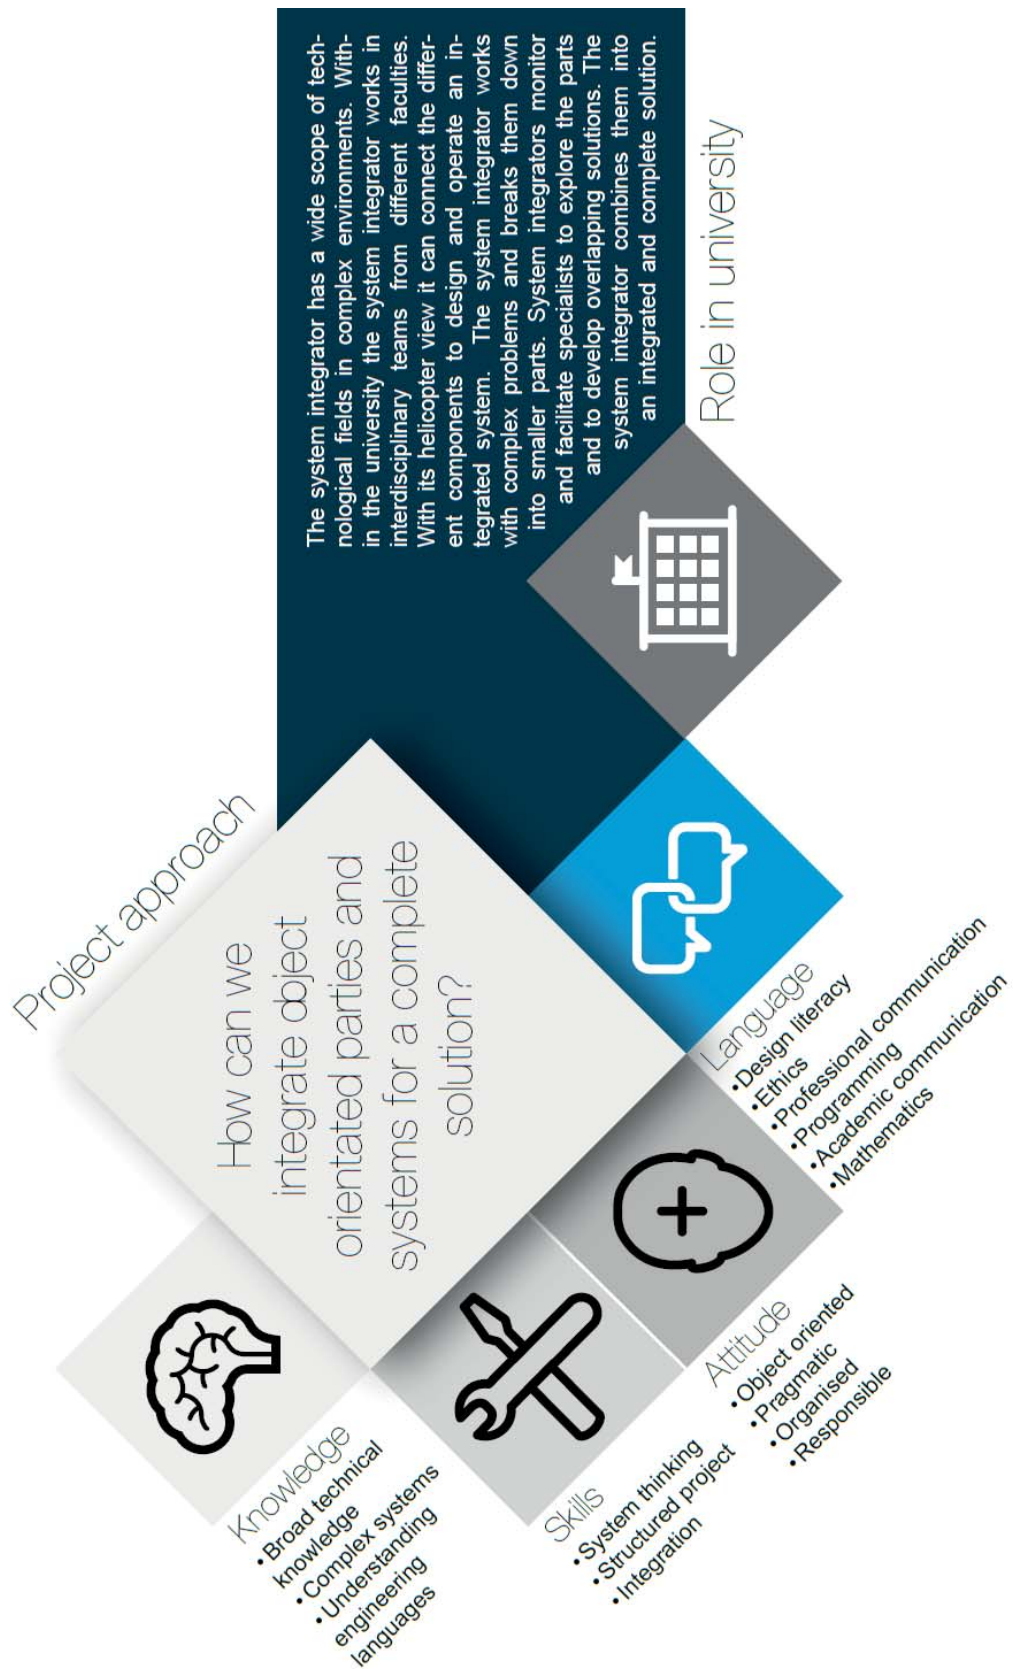 Project approach
How can we
integrate object
orientated parties and
systems for a complete
solution?
The system integrator has a wide scope of tech-
nological fields in complex environments. With-
in the university the system integrator works in
interdisciplinary teams from different faculties.
With its helicopter view it can connect the differ-
ent components to design and operate an in-
tegrated system. The system integrator works
with complex problems and breaks them down
into smaller parts. System integrators monitor
and facilitate specialists to explore the parts
and to develop overlapping solutions. The
system integrator combines them into
an integrated and complete solution.
Role in university
Knowledge
• Broad technical
knowledge
• Complex systems
• Understanding
engineering
languages
Skills
• System thinking
• Structured project
• Integration
Attitude
• Object oriented
• Pragmatic
• Organised
• Responsible
Language
• Design literacy
• Ethics
• Professional communication
• Programming
• Academic communication
• Mathematics